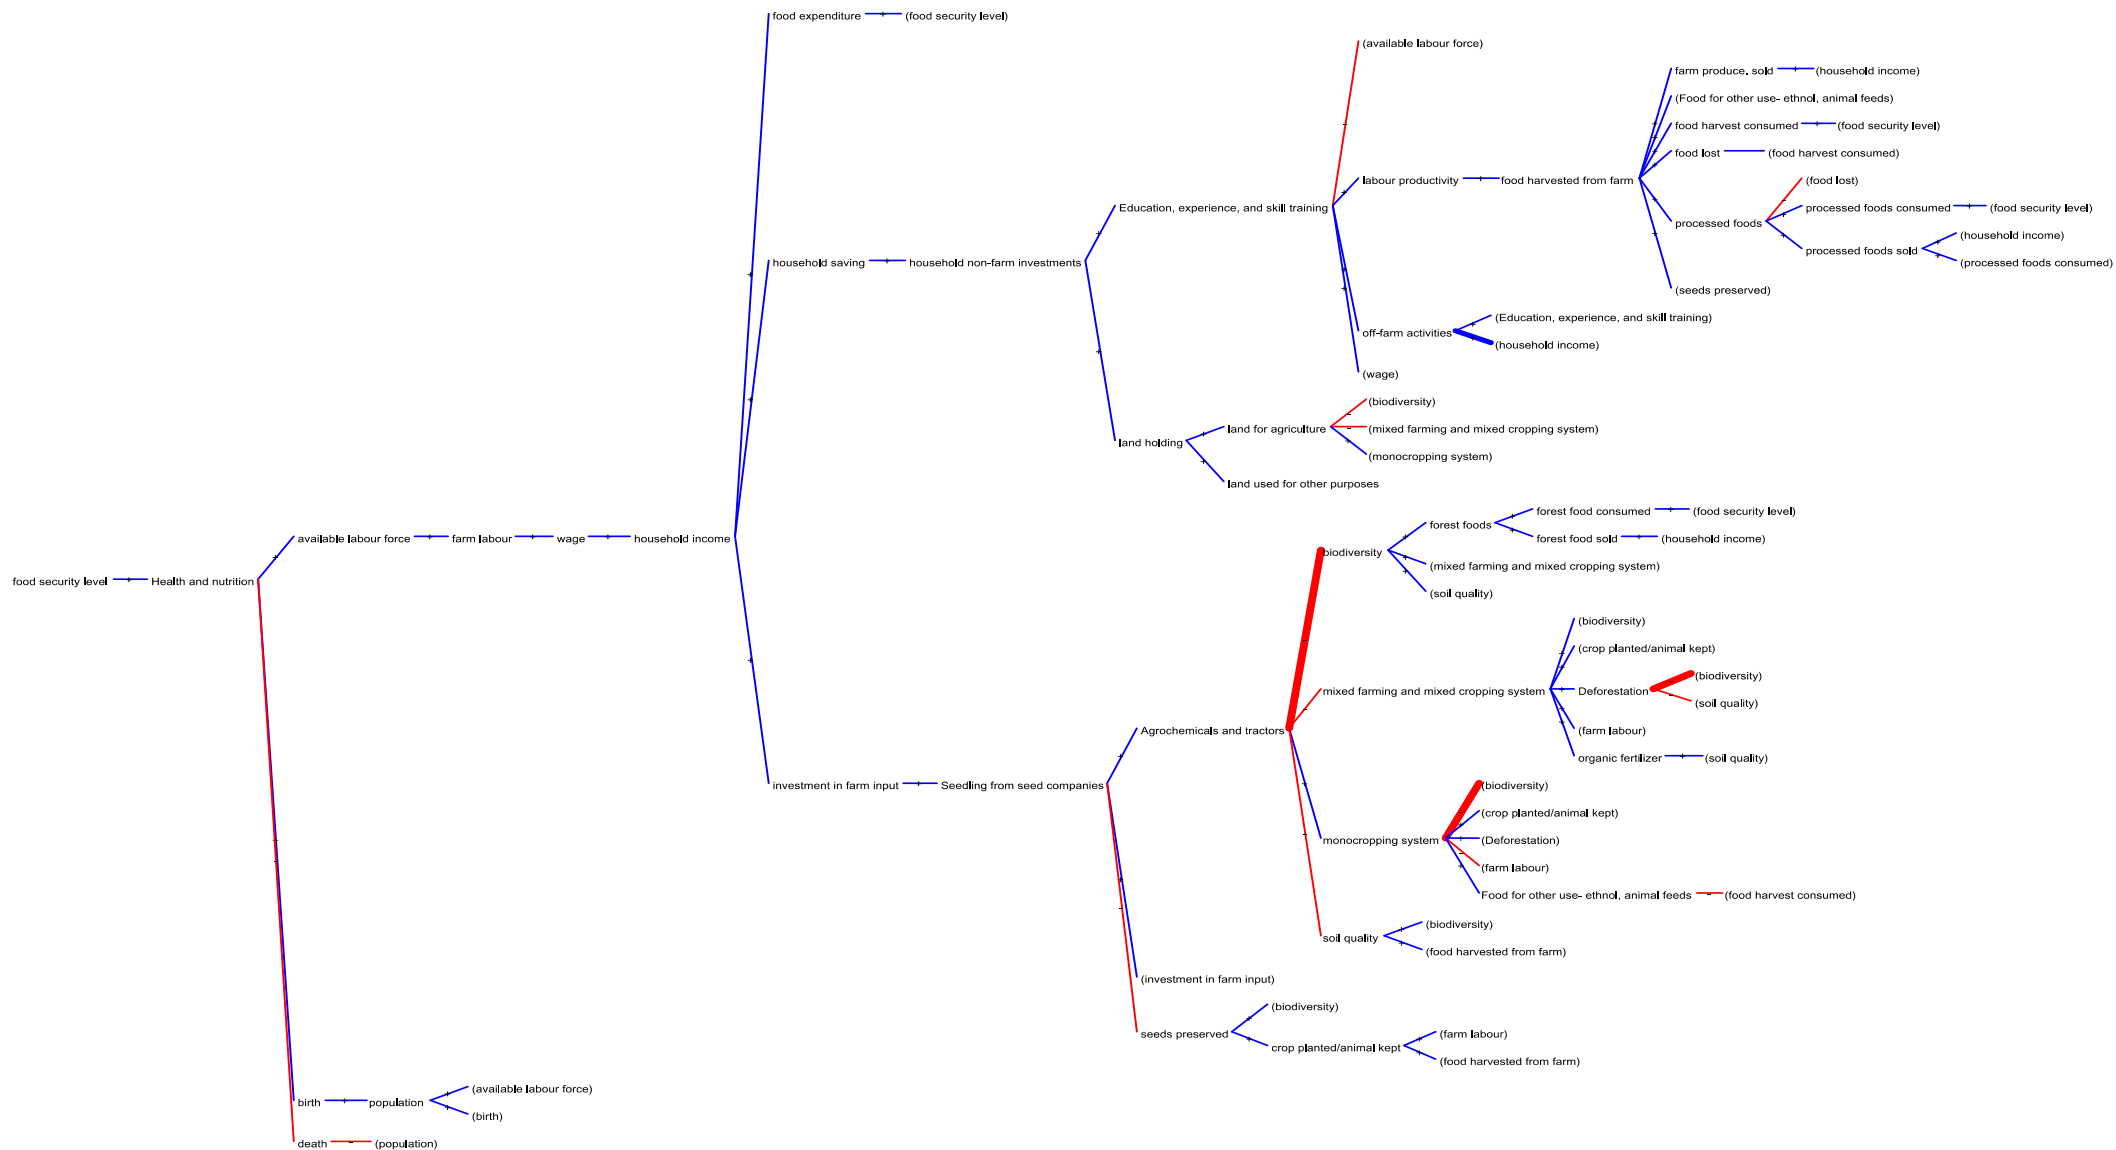 food expenditure + (food security level)
(available labour force)
farm produce. sold + (household income)
(Food for other use- ethnol, animal feeds)
food harvest consumed + (food security level)
food lost (food harvest consumed)
labour productivity + food harvested from farm
(food lost)
Education, experience, and skill training
processed foods consumed + (food security level)
processed foods
(household income)
processed foods sold
household saving + household non-farm investments
(processed foods consumed)
(seeds preserved)
(Education, experience, and skill training)
off-farm activities
(household income)
(wage)
(biodiversity)
land for agriculture
(mixed farming and mixed cropping system)
land holding
(monocropping system)
land used for other purposes
forest food consumed + (food security level)
forest foods
available labour force + farm labour + wage + household income
forest food sold + (household income)
biodiversity
(mixed farming and mixed cropping system)
food security level + Health and nutrition
(soil quality)
(biodiversity)
(crop planted/animal kept)
(biodiversity)
mixed farming and mixed cropping system
Deforestation
(soil quality)
Agrochemicals and tractors
(farm labour)
organic fertilizer + (soil quality)
investment in farm input + Seedling from seed companies
(biodiversity)
(crop planted/animal kept)
monocropping system
(Deforestation)
(farm labour)
Food for other use- ethnol, animal feeds - (food harvest consumed)
(biodiversity)
soil quality
(food harvested from farm)
(investment in farm input)
(biodiversity)
seeds preserved
(farm labour)
crop planted/animal kept
(food harvested from farm)
(available labour force)
birth + population
(birth)
death - (population)